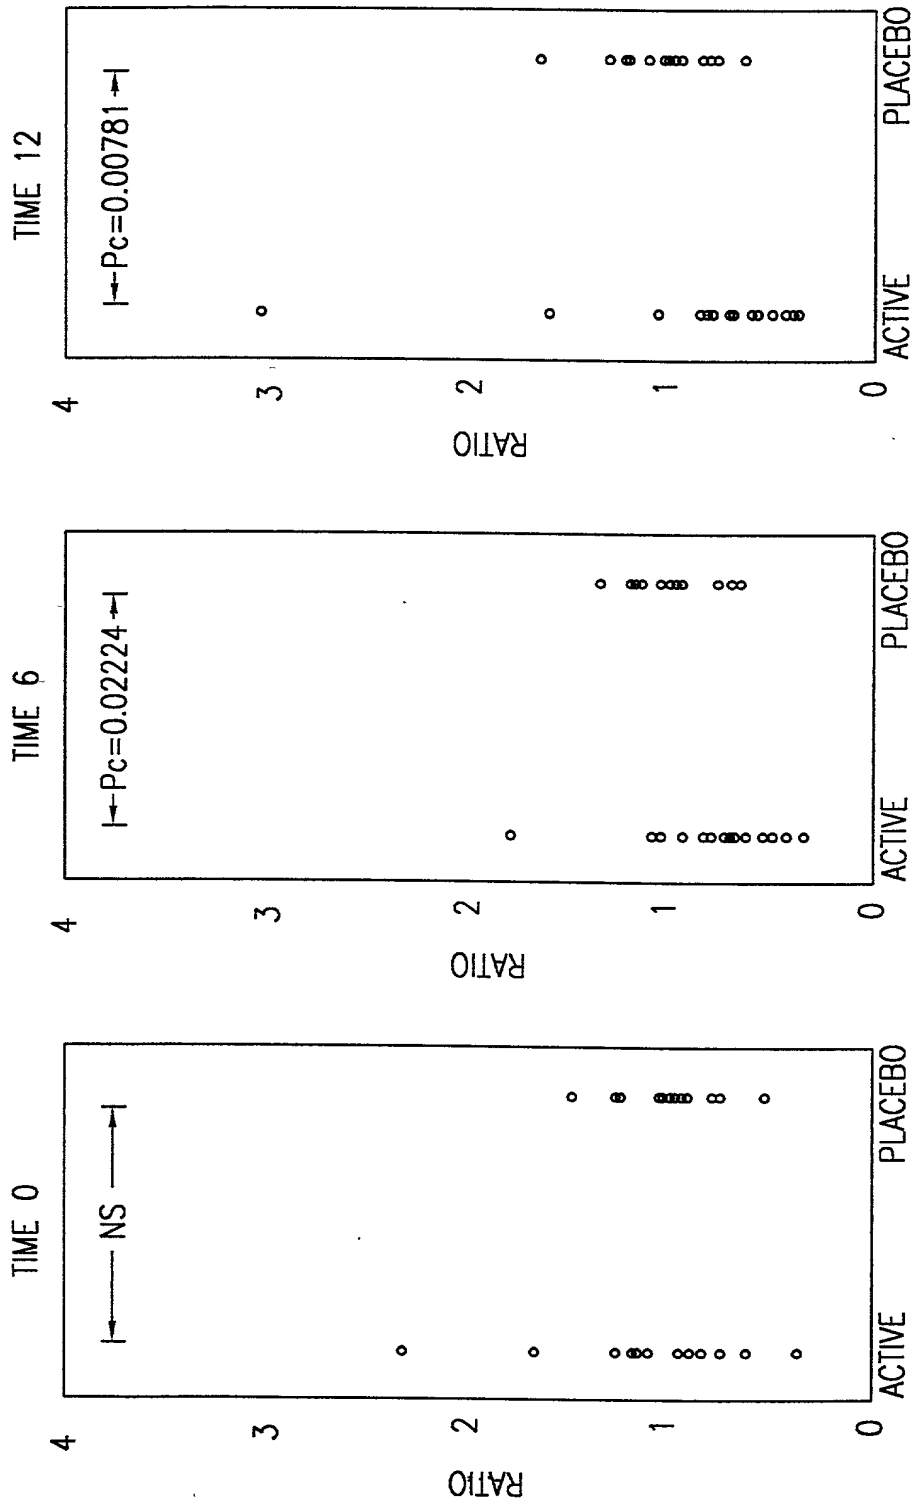 TIME 0
NS
4
3
2
1
0
RATIO
ACTIVE
PLACEBO
TIME 6
Pc=0.02224
4
3
2
1
0
RATIO
ACTIVE
PLACEBO
TIME 12
Pc=0.00781
4
3
2
1
0
RATIO
ACTIVE
PLACEBO